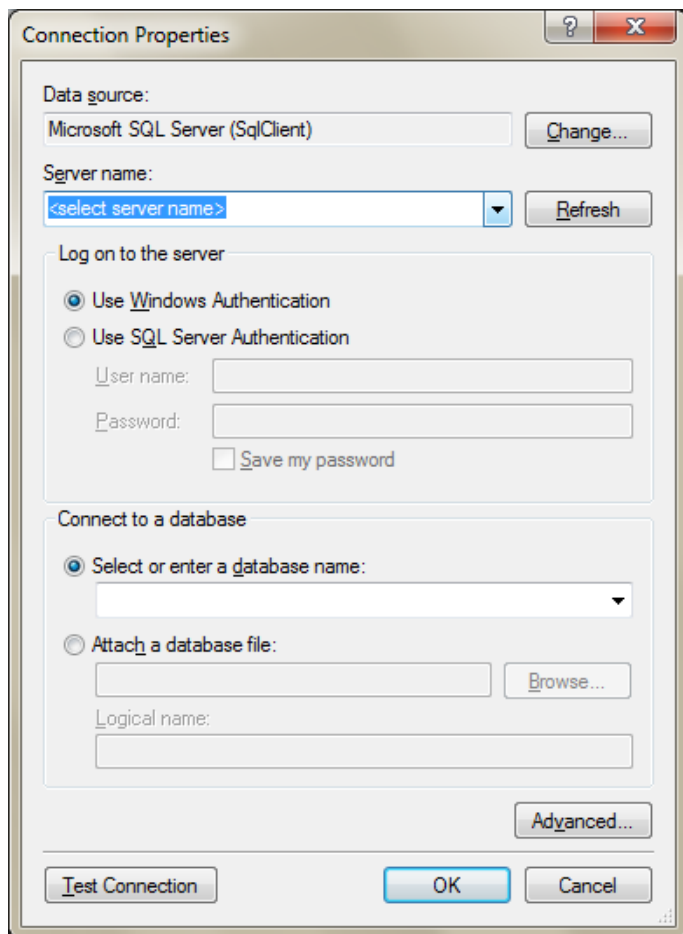 Connection Properties
Data source:
Microsoft SQL Server (SqlClient)
Change...
Server name:
<select server name>
Refresh
Log on to the server
Use Windows Authentication
Use SQL Server Authentication
User name:
Password:
Save my password
Connect to a database
Select or enter a database name:
Attach a database file:
Browse...
Logical name:
Advanced...
Test Connection
OK
Cancel